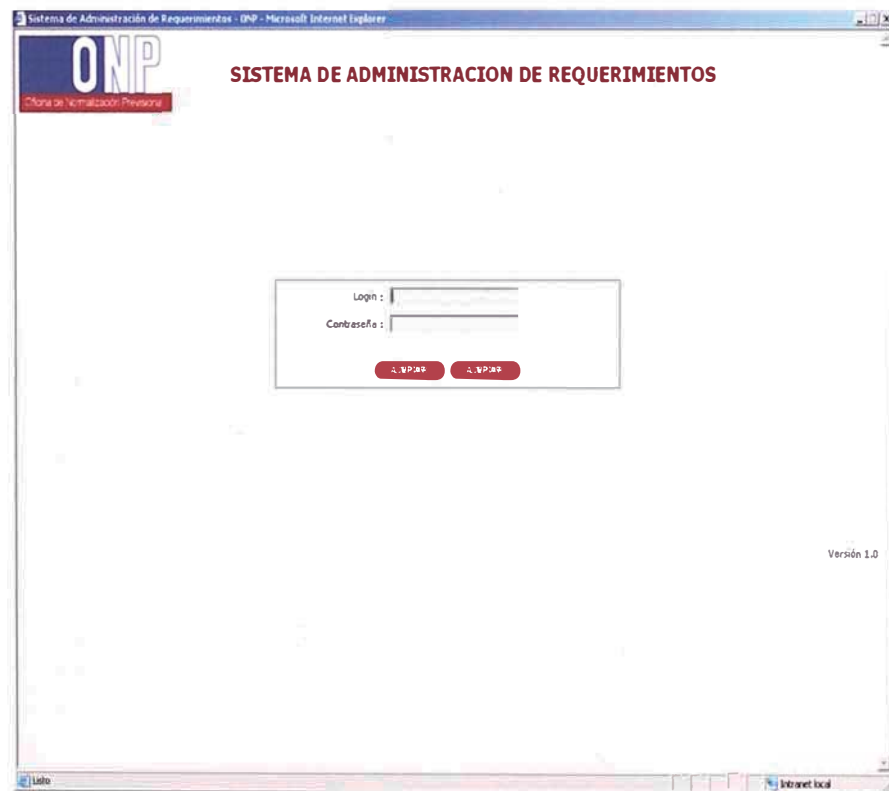 Sistema de Administración de Requerimientos - ONP - Microsoft Internet Explorer
ONP
Oficina de Normalización Previsional
SISTEMA DE ADMINISTRACION DE REQUERIMIENTOS
Login :
Contraseña :
Versión 1.0
Listo
Intranet local